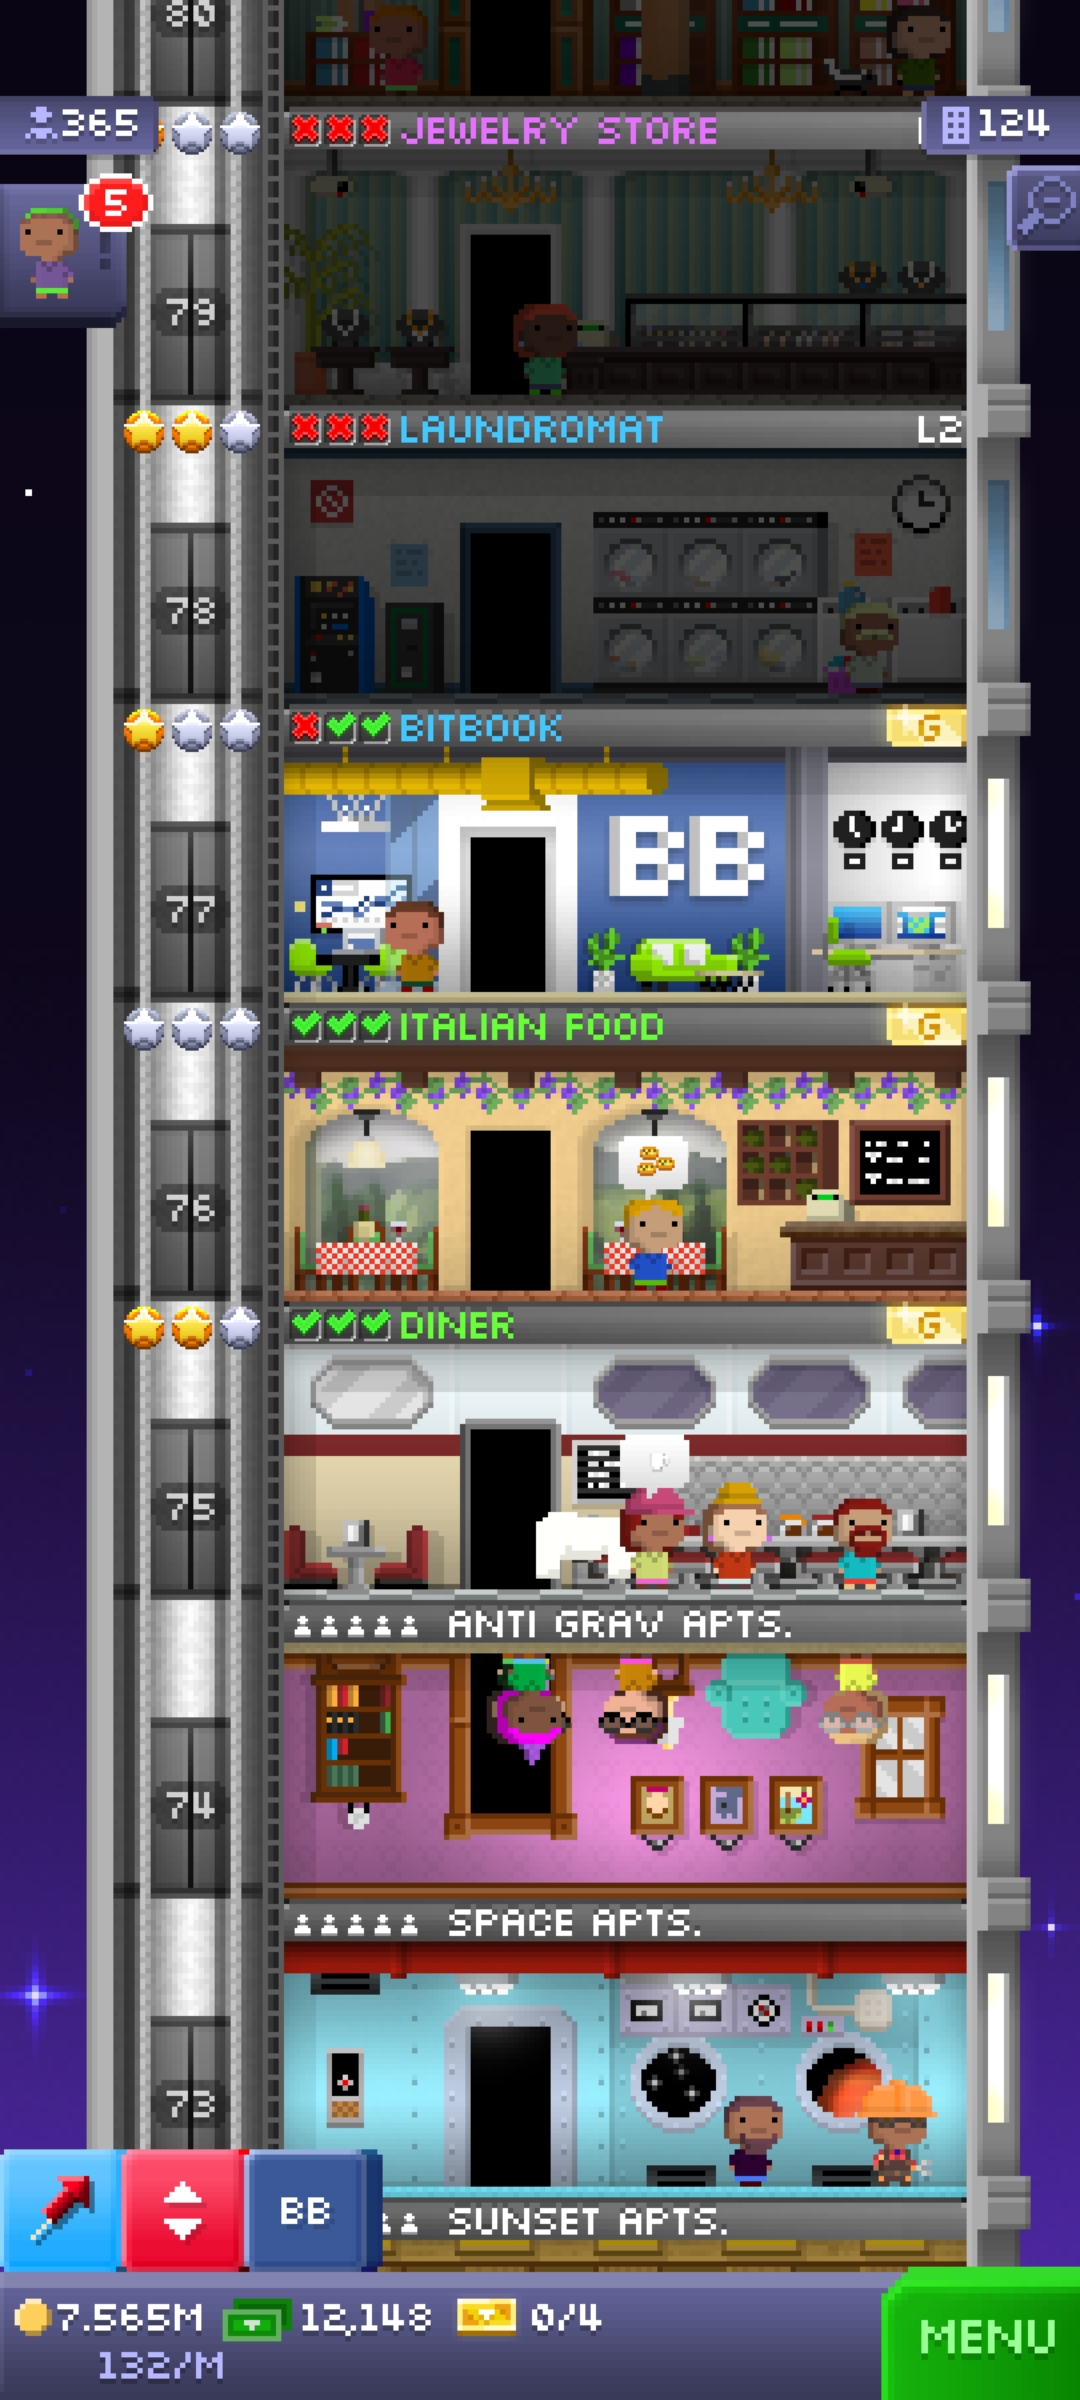 80
365
JEWELRY STORE
124
5
79
LAUNDROMAT
L2
78
BITBOOK
G
BB
77
ITALIAN FOOD
G
76
DINER
G
75
ANTI GRAV APTS.
74
SPACE APTS.
73
BB
SUNSET APTS.
7.565M
12,148
0/4
132/M
MENU